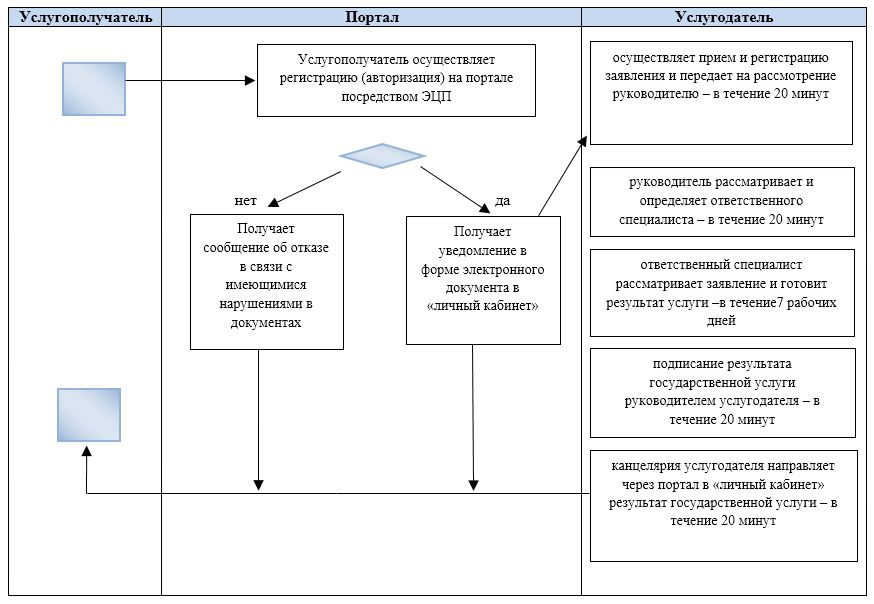 Услугополучатель
Портал
Услугодатель
Услугополучатель осуществляет
регистрацию (авторизация) на портале
посредством ЭЦП
нет
да
Получает
сообщение об отказе
в связи с
имеющимися
нарушениями в
документах
Получает
уведомление в
форме электронного
документа в
«личный кабинет»
осуществляет прием и регистрацию
заявления и передает на рассмотрение
руководителю – в течение 20 минут
руководитель рассматривает и
определяет ответственного
специалиста – в течение 20 минут
ответственный специалист
рассматривает заявление и готовит
результат услуги –в течение7 рабочих
дней
подписание результата
государственной услуги
руководителем услугодателя – в
течение 20 минут
канцелярия услугодателя направляет
через портал в «личный кабинет»
результат государственной услуги – в
течение 20 минут